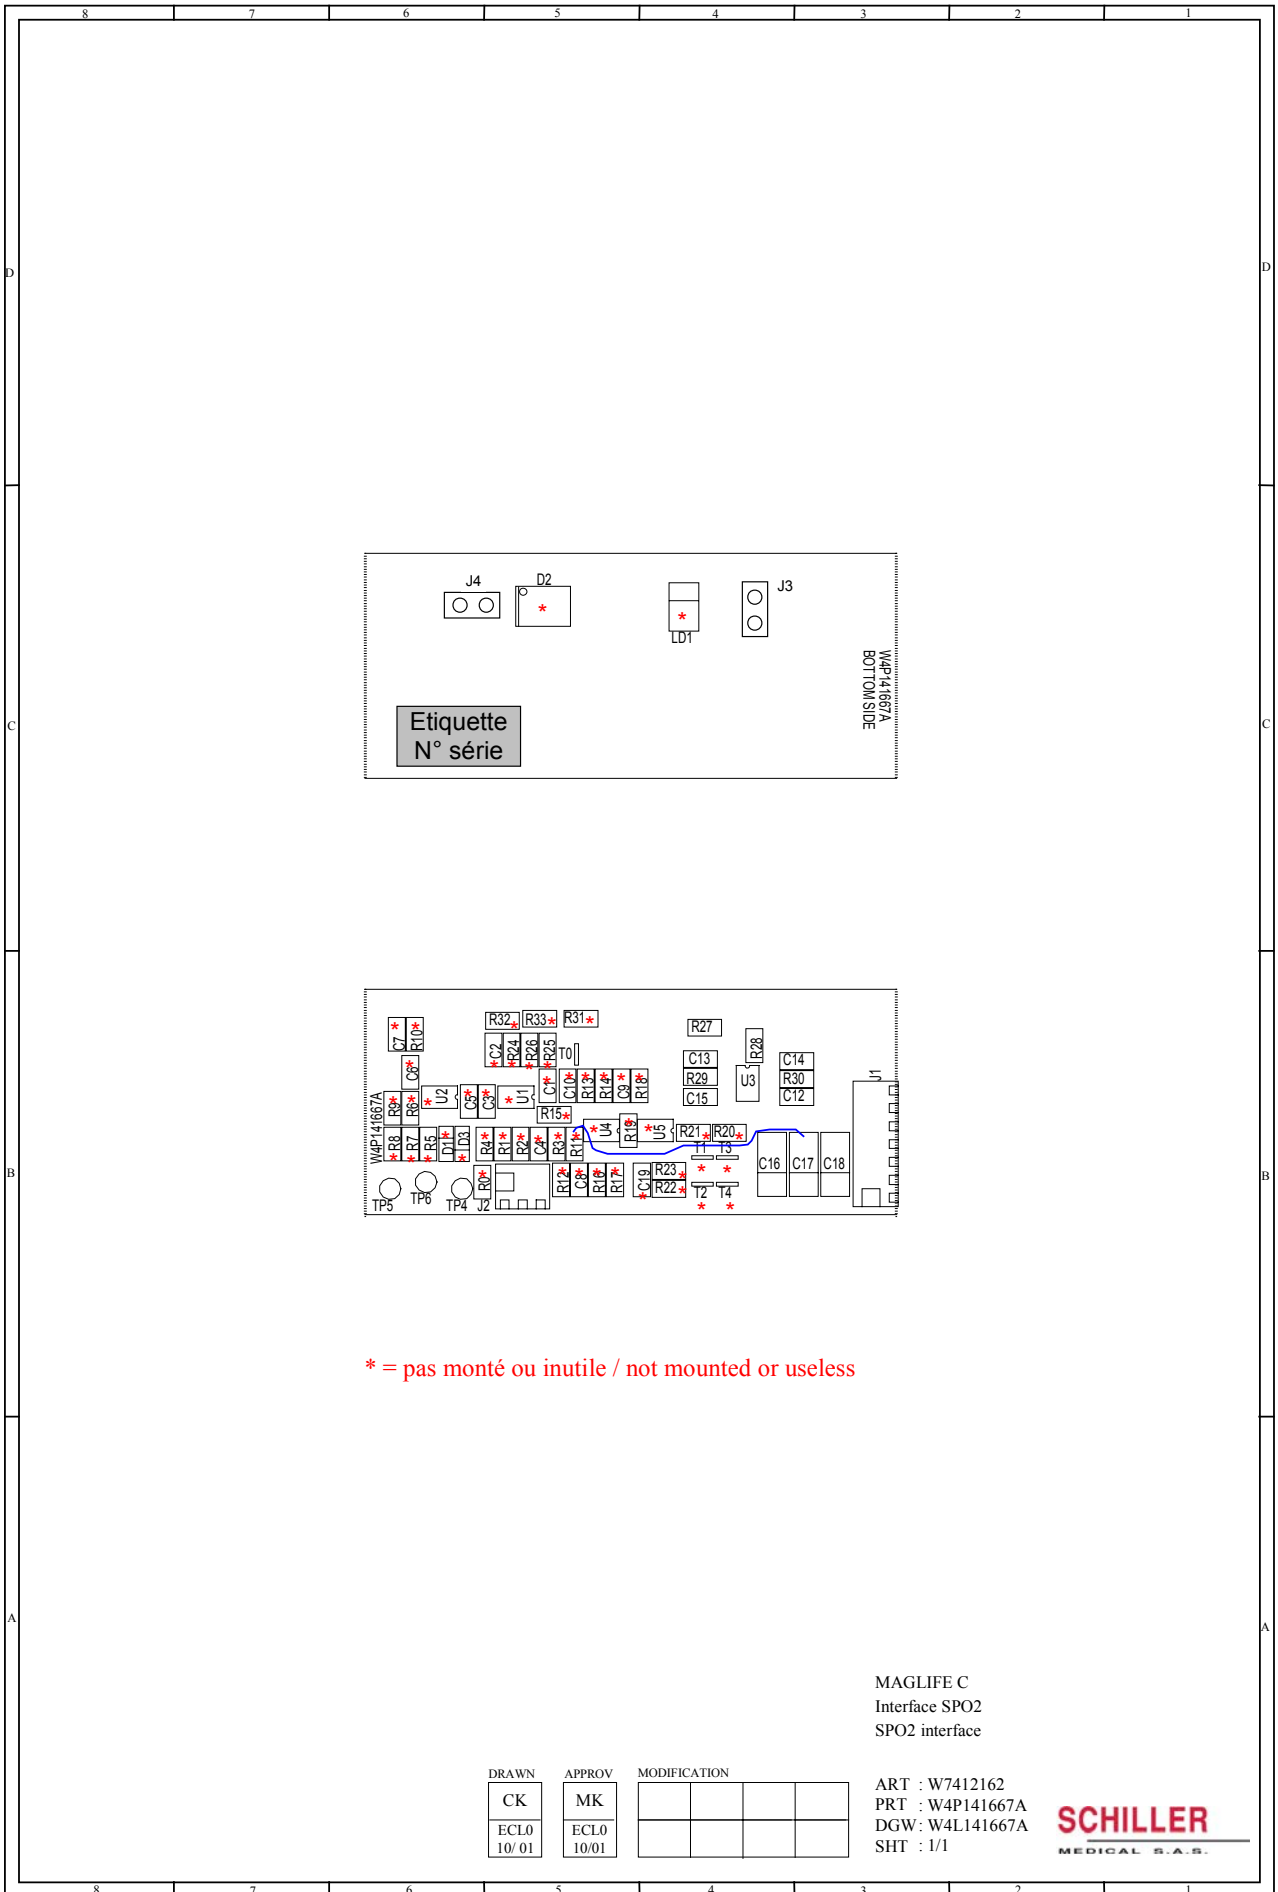 8 7 6 5 4 3 2 1
D D
J4 D2 J3
*
*
LD1
W4P141667A
BOTTOM SIDE
Etiquette
N° série
C C
R32* R33* R31* R27
C7* R10* C2* R24* R26* R25* T0 R28
C13 C14
C6* R29 U3 R30 J1
C1* C10* R13* R14* C9* R18* C15 C12
R9* R6* *U2 C5* C3* *U1
R15*
W4P141667A
*U4 R19* *U5 R21* R20*
R8* R7* R5* D1* D3* R4* R1* R2* C4* R3* R11*
T1 T3
* *
C16 C17 C18
B B
R0* R12* C8* R16* R17* C19* R23*
R22* T2 T4
* *
TP5 TP6 TP4 J2
* = pas monté ou inutile / not mounted or useless
A A
MAGLIFE C
Interface SPO2
SPO2 interface
DRAWN APPROV MODIFICATION
CK MK
ECL0 ECL0
10/ 01 10/01
ART : W7412162
PRT : W4P141667A
DGW: W4L141667A
SHT : 1/1
SCHILLER
MEDICAL S.A.S.
8 7 6 5 4 3 2 1